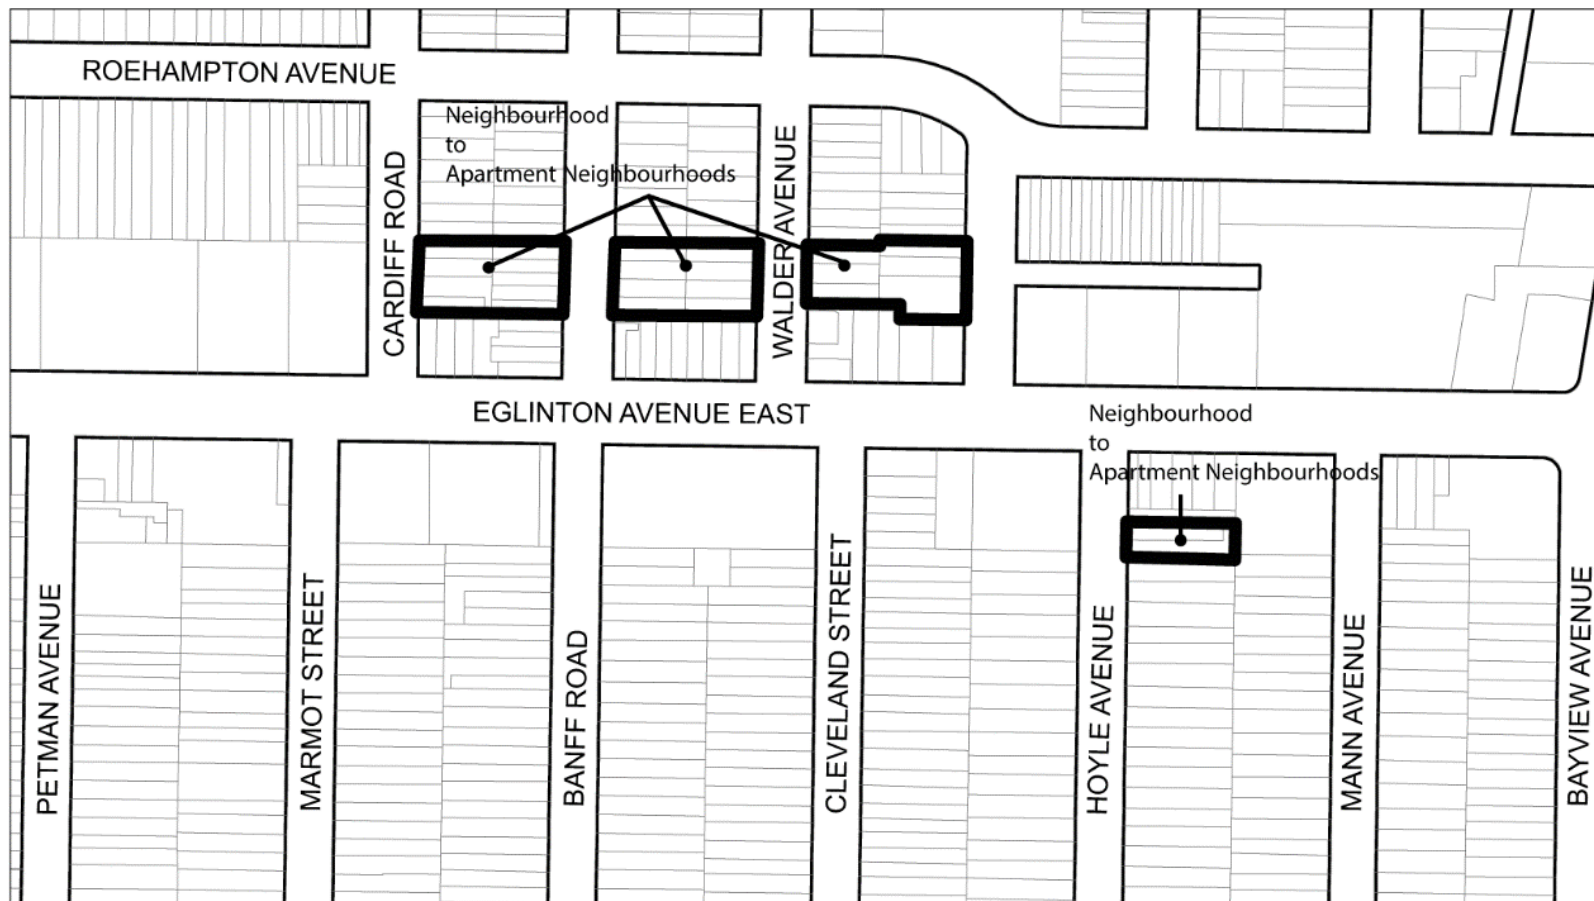 ROEHAMPTON AVENUE
Neighbourhood
to
Apartment Neighbourhoods
CARDIFF ROAD
WALDER AVENUE
EGLINTON AVENUE EAST
Neighbourhood
to
Apartment Neighbourhoods
PETMAN AVENUE
MARMOT STREET
BANFF ROAD
CLEVELAND STREET
HOYLE AVENUE
MANN AVENUE
BAYVIEW AVENUE